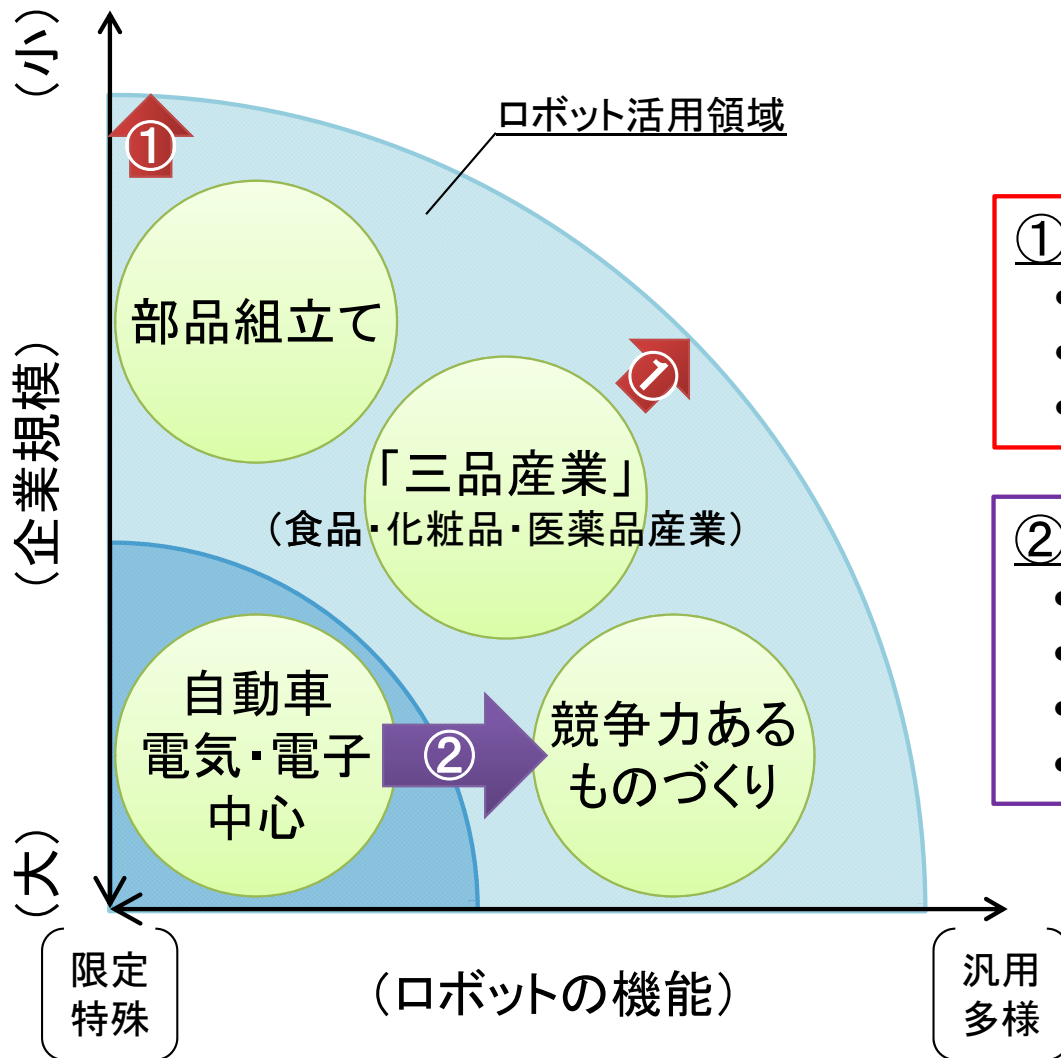 (小)
ロボット活用領域
①
部品組立て
①
①
「三品産業」
(企業規模)
(食品・化粧品・医薬品産業)
②
自動車
電気・電子
中心
②
競争力ある
ものづくり
(大)
限定
特殊
(ロボットの機能)
汎用
多様